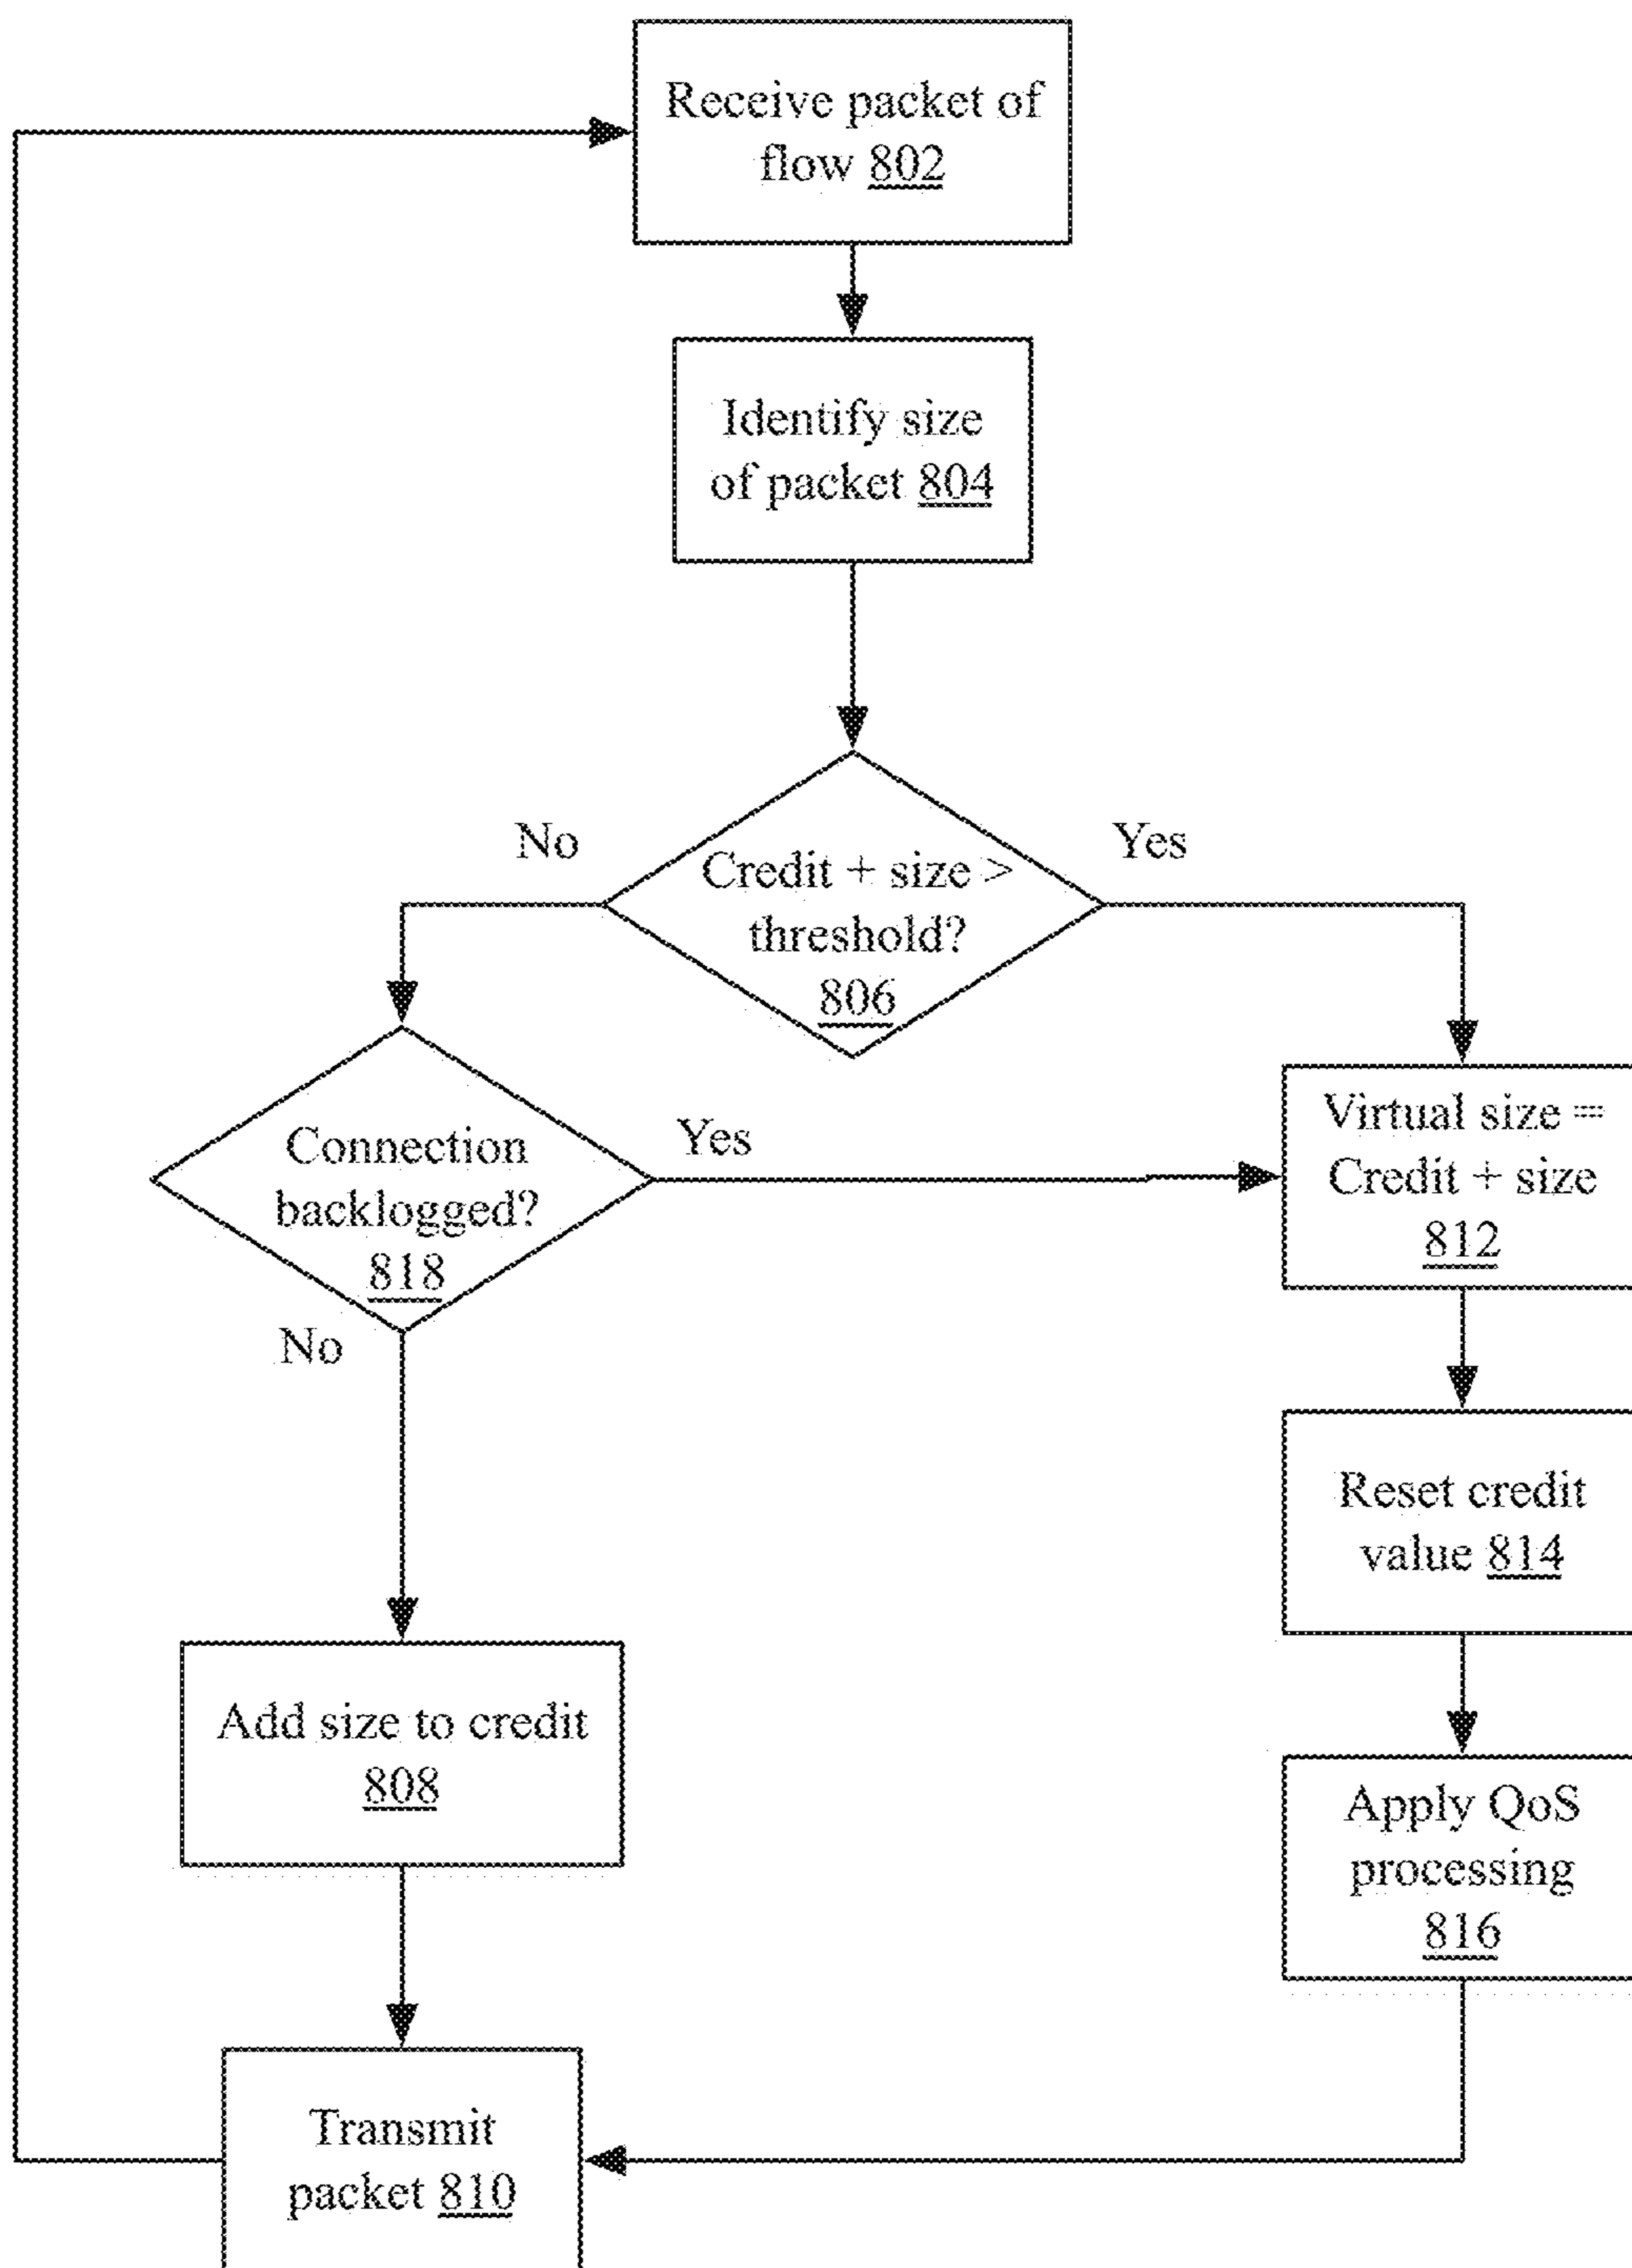 Receive packet of
flow 802
Identify size
of packet 804
No
Yes
Credit + size >
threshold?
806
Connection
backlogged?
818
Yes
No
Virtual size =
Credit + size
812
Reset credit
value 814
Add size to credit
808
Apply QoS
processing
816
Transmit
packet 810